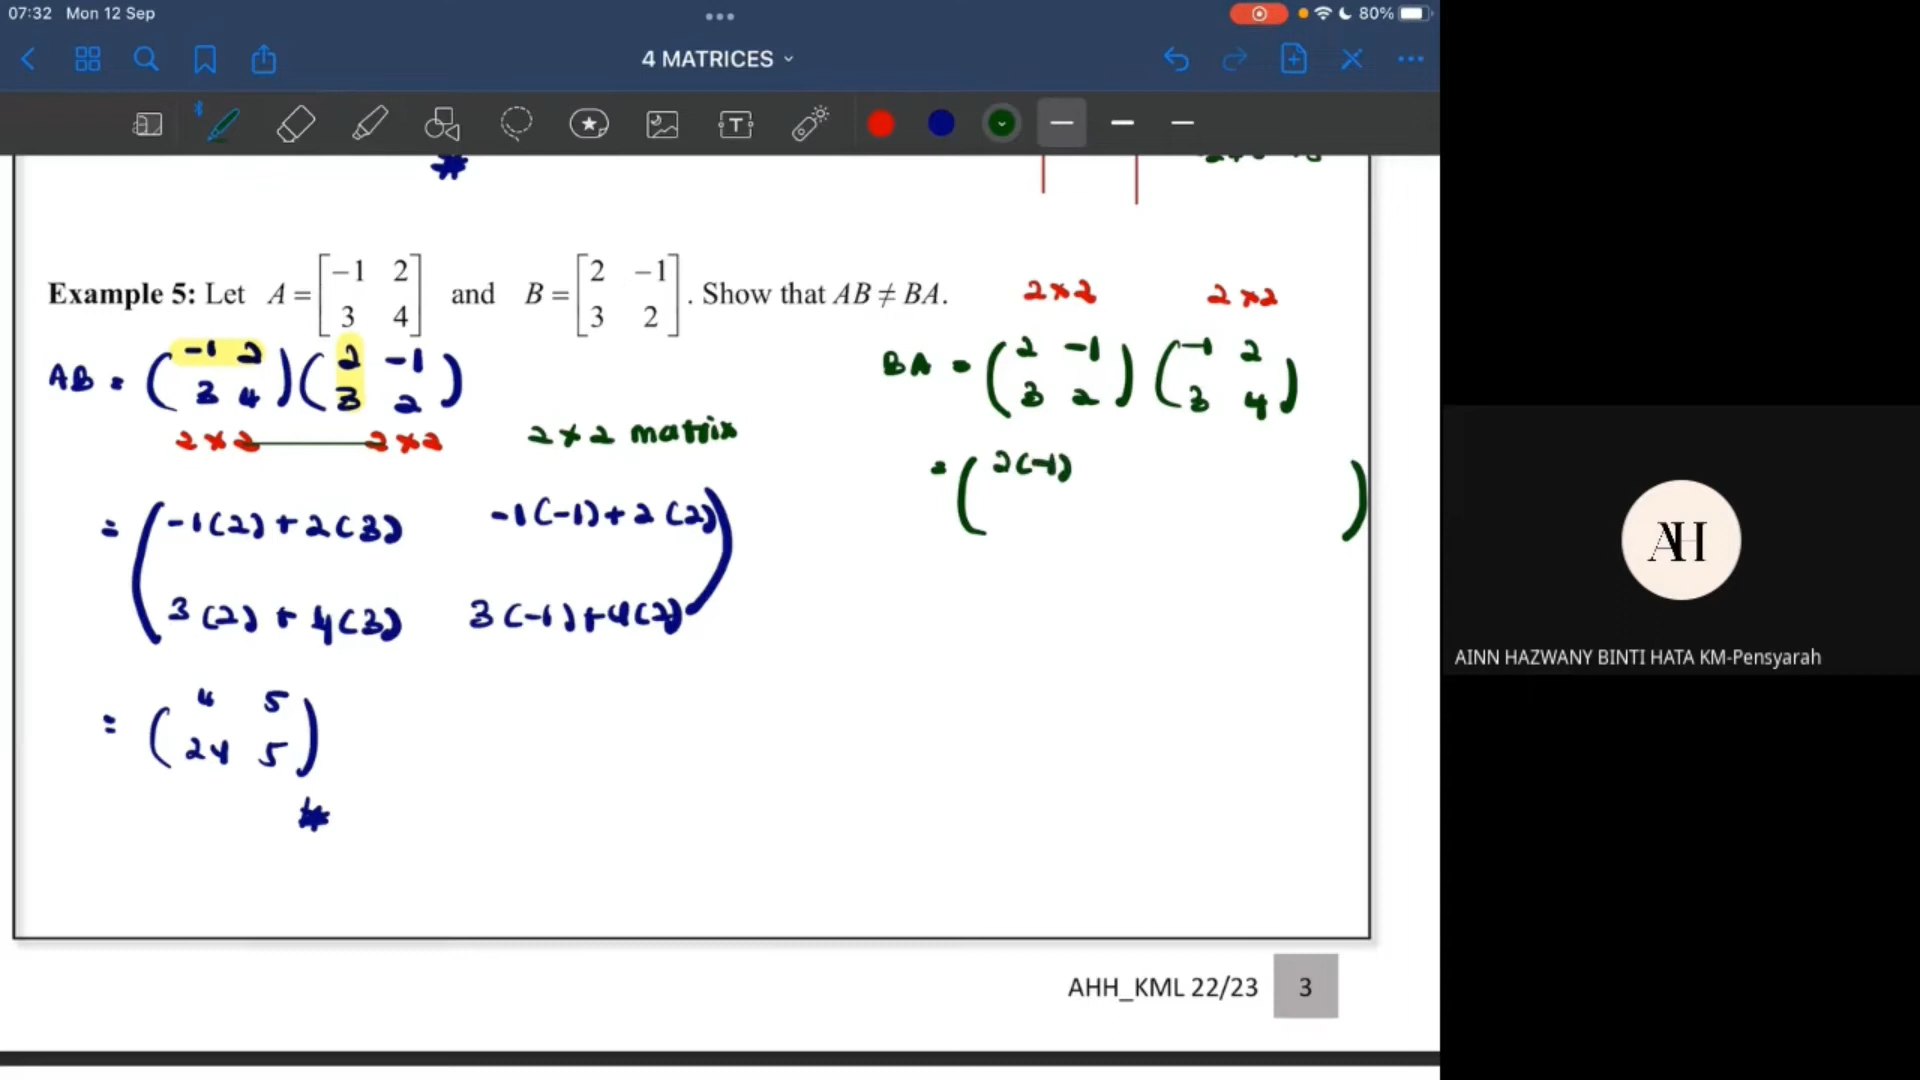 07:32 Mon 12 Sep
80%
4 MATRICES
T
Example 5: Let A = [ −1 2 3 4 ] and B = [ 2 −1 3 2 ] . Show that AB ≠ BA.
2×2 2×2
AB = ( -1 2 3 4 ) ( 2 -1 3 2 )
2×2 2×2
2×2 matrix
= ( -1(2)+2(3) -1(-1)+2(2)
3(2)+4(3) 3(-1)+4(2) )
= ( 4 5
24 5 )
BA = ( 2 -1 3 2 ) ( -1 2 3 4 )
= ( 2(-1) )
AHH_KML 22/23 3
AH
AINN HAZWANY BINTI HATA KM-Pensyarah